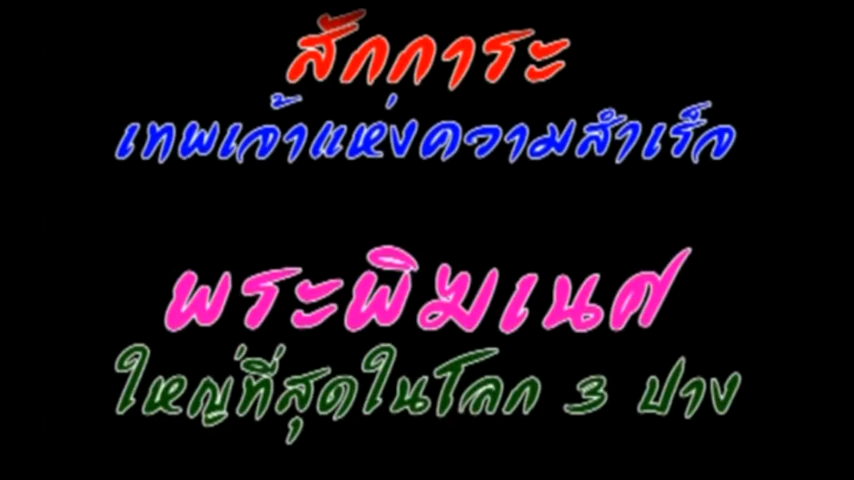 สักการะ
เทพเจ้าแห่งความสำเร็จ
พระพิฆเนศ
ใหญ่ที่สุดในโลก 3 ปาง